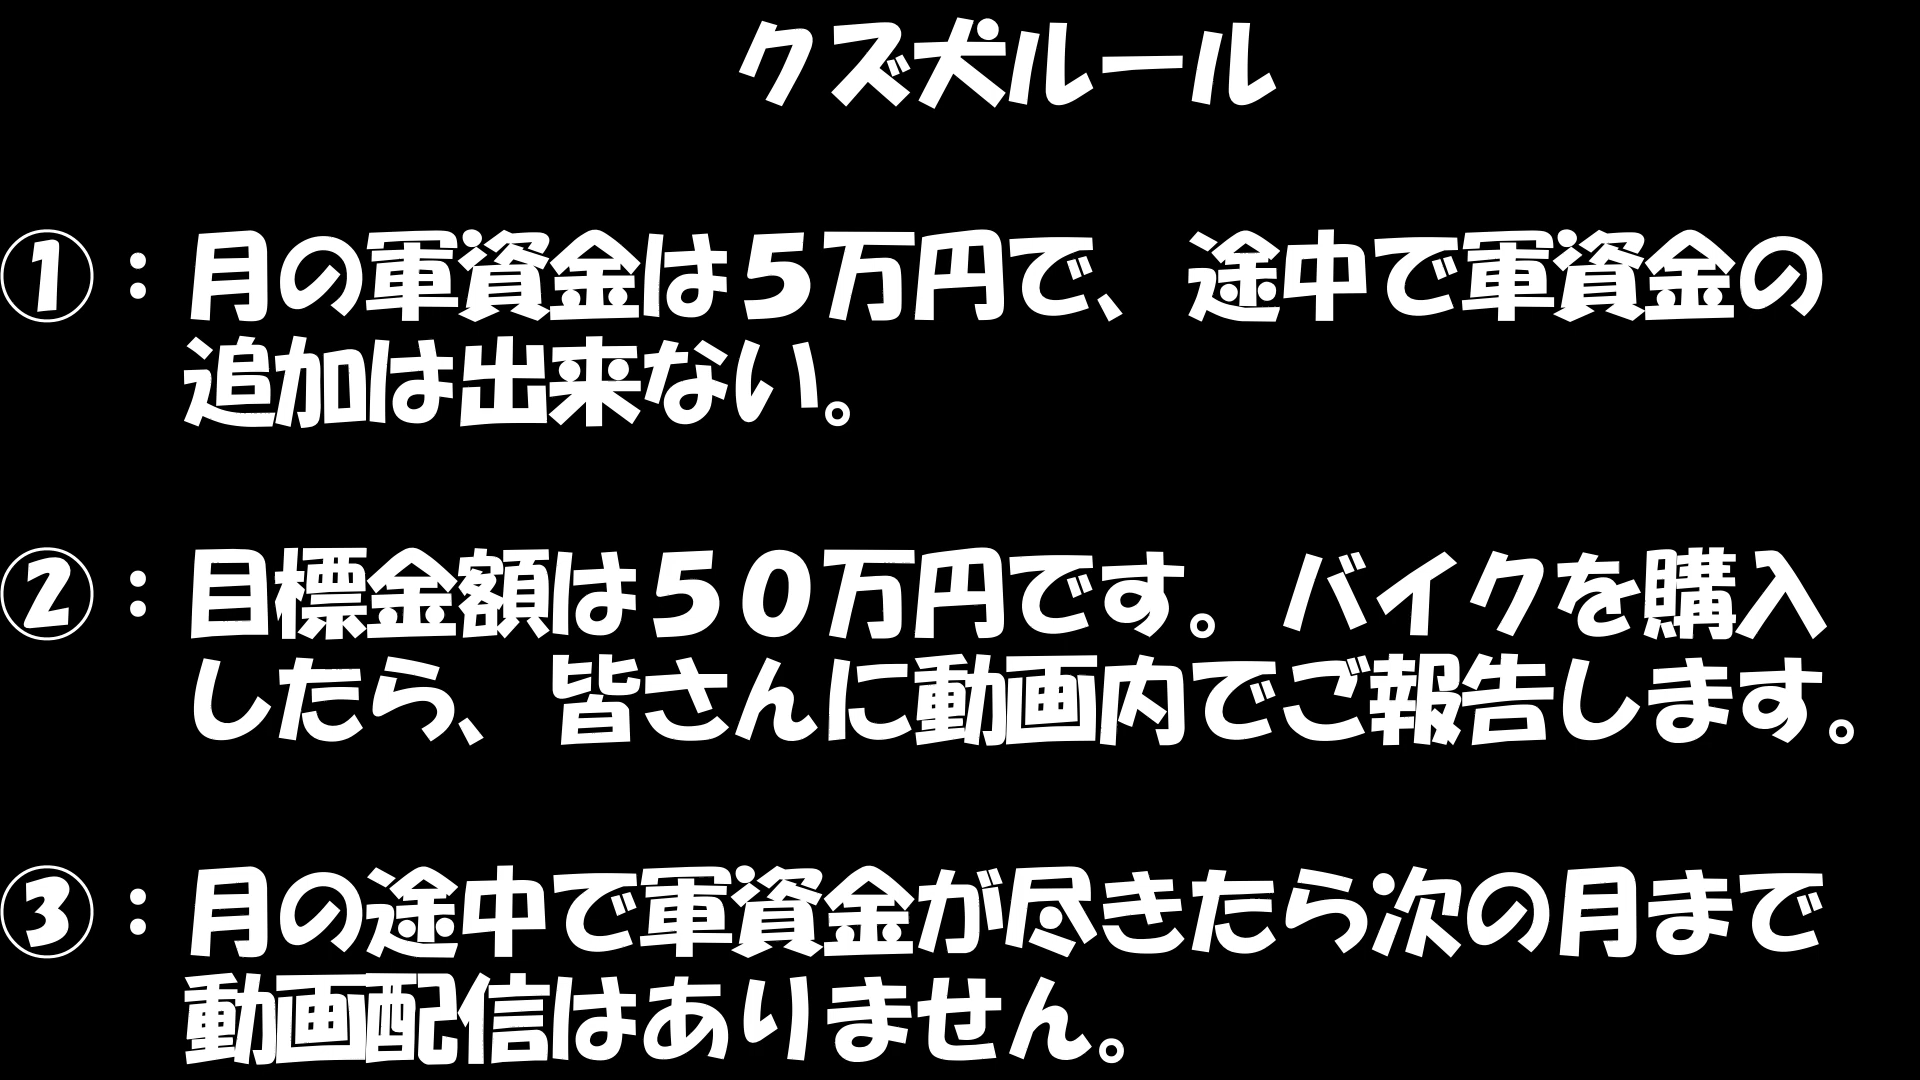 クズ犬ルール
①：月の軍資金は５万円で、途中で軍資金の
追加は出来ない。
②：目標金額は５０万円です。バイクを購入
したら、皆さんに動画内でご報告します。
③：月の途中で軍資金が尽きたら次の月まで
動画配信はありません。